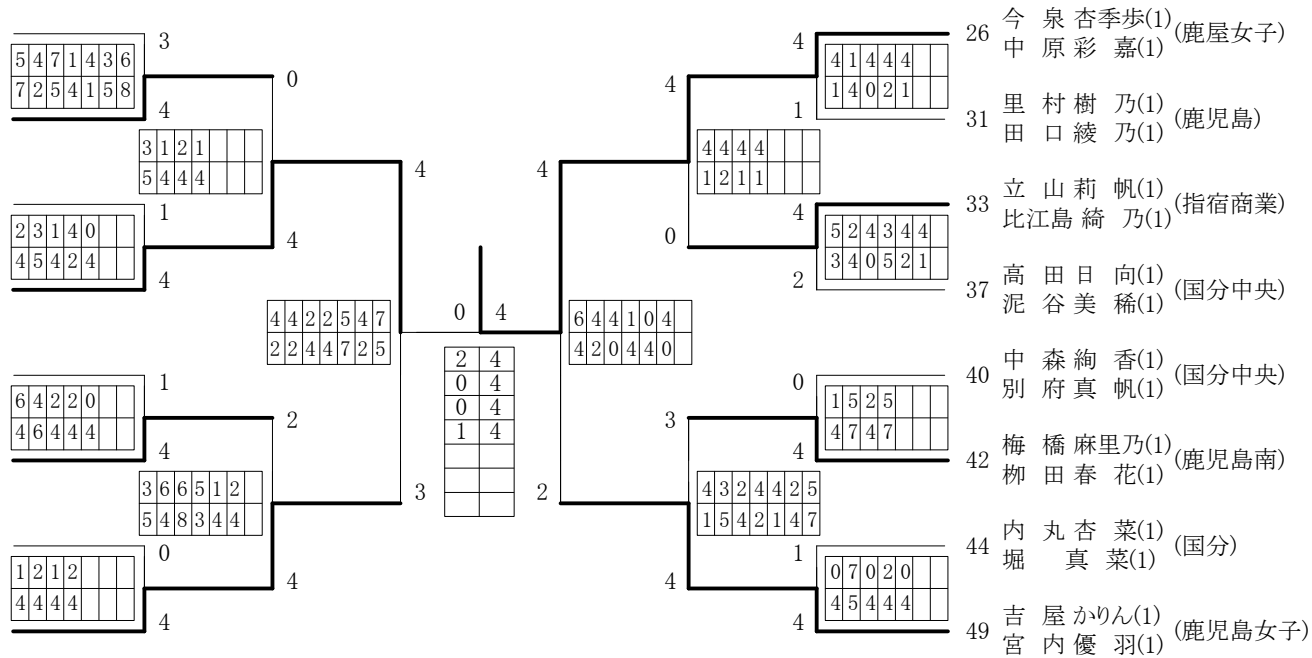 3
5 4 7 1 4 3 6
7 2 5 4 1 5 8
4
0
3 1 2 1
5 4 4 4
1
2 3 1 4 0
4 5 4 2 4
4
4
4
4 4 2 2 5 4 7
2 2 4 4 7 2 5
1
6 4 2 2 0
4 6 4 4 4
4
2
3 6 6 5 1 2
5 4 8 3 4 4
3
0
1 2 1 2
4 4 4 4
4
4
0 4
2 4
0 4
0 4
1 4
4
4 1 4 4 4
1 4 0 2 1
1
4
4 4 4 4
1 2 1 1
4
4
5 2 4 3 4 4
3 4 0 5 2 1
2
0
6 4 4 1 0 4
4 2 0 4 4 0
0
1 5 2 5
4 7 4 7
4
3
4 3 2 4 4 2 5
1 5 4 2 1 4 7
2
1
0 7 0 2 0
4 5 4 4 4
4
4
26 今 泉 杏季歩(1) (鹿屋女子)
中 原 彩 嘉(1)
31 里 村 樹 乃(1) (鹿児島)
田 口 綾 乃(1)
33 立 山 莉 帆(1) (指宿商業)
比江島 綺 乃(1)
37 高 田 日 向(1) (国分中央)
泥 谷 美 稀(1)
40 中 森 絢 香(1) (国分中央)
別 府 真 帆(1)
42 梅 橋 麻里乃(1) (鹿児島南)
栁 田 春 花(1)
44 内 丸 杏 菜(1) (国分)
堀 真 菜(1)
49 吉 屋 かりん(1) (鹿児島女子)
宮 内 優 羽(1)